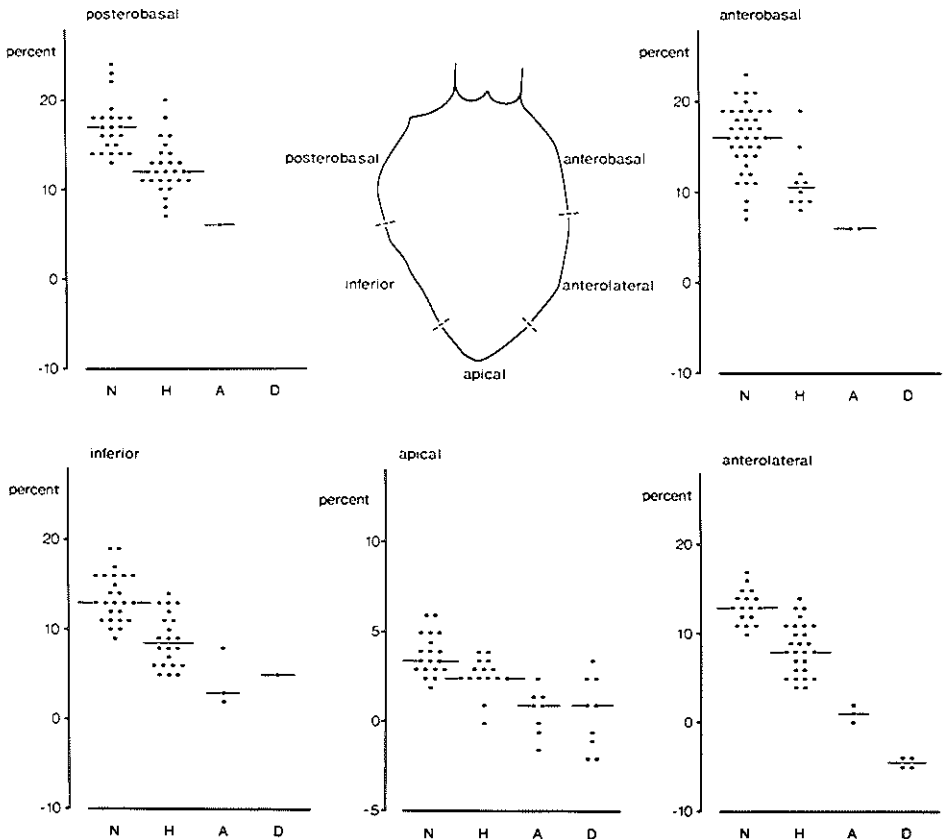 posterobasal
percent
20
10
0
-10
N H A D
posterobasal
anterobasal
inferior
anterolateral
apical
anterobasal
percent
20
10
0
-10
N H A D
inferior
percent
20
10
0
-10
N H A D
apical
percent
10
5
0
-5
N H A D
anterolateral
percent
20
10
0
-10
N H A D